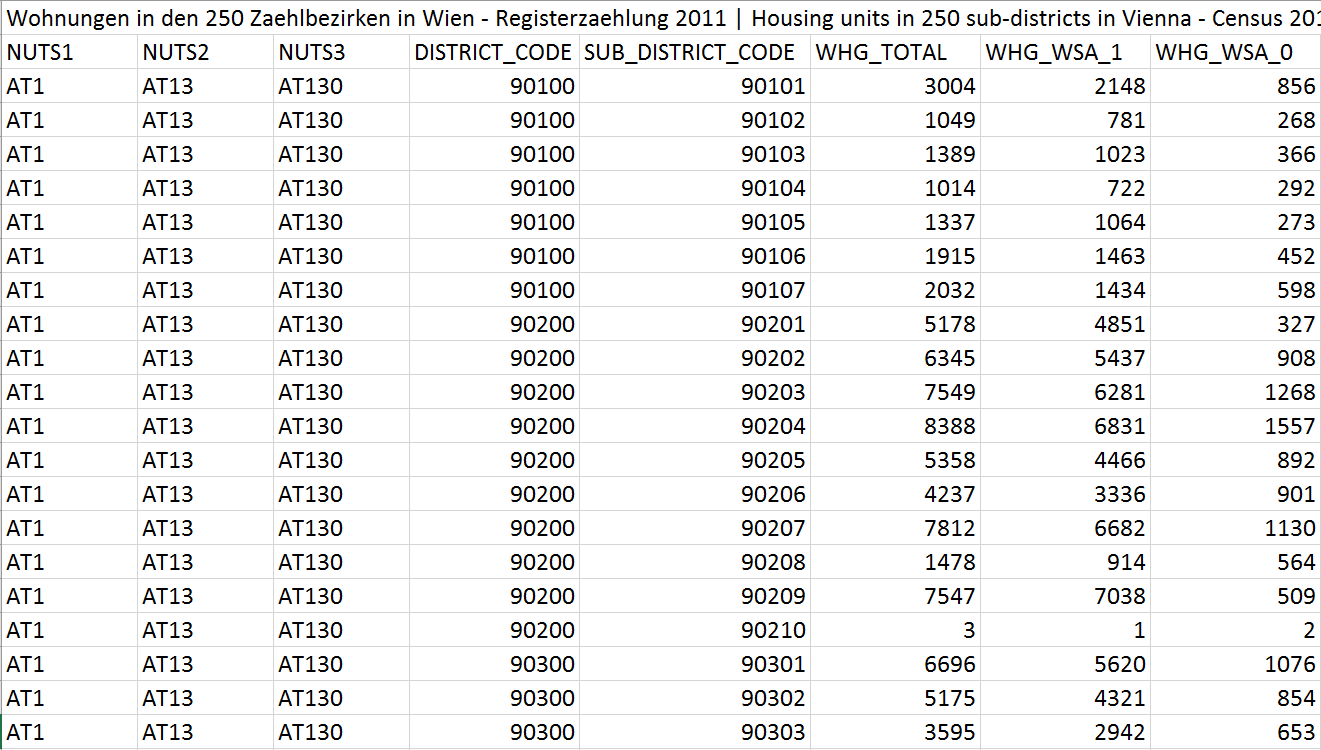 Wohnungen in den 250 Zaehlbezirken in Wien - Registerzaehlung 2011 | Housing units in 250 sub-districts in Vienna - Census 201
NUTS1 NUTS2 NUTS3 DISTRICT_CODE SUB_DISTRICT_CODE WHG_TOTAL WHG_WSA_1 WHG_WSA_0
AT1 AT13 AT130 90100 90101 3004 2148 856
AT1 AT13 AT130 90100 90102 1049 781 268
AT1 AT13 AT130 90100 90103 1389 1023 366
AT1 AT13 AT130 90100 90104 1014 722 292
AT1 AT13 AT130 90100 90105 1337 1064 273
AT1 AT13 AT130 90100 90106 1915 1463 452
AT1 AT13 AT130 90100 90107 2032 1434 598
AT1 AT13 AT130 90200 90201 5178 4851 327
AT1 AT13 AT130 90200 90202 6345 5437 908
AT1 AT13 AT130 90200 90203 7549 6281 1268
AT1 AT13 AT130 90200 90204 8388 6831 1557
AT1 AT13 AT130 90200 90205 5358 4466 892
AT1 AT13 AT130 90200 90206 4237 3336 901
AT1 AT13 AT130 90200 90207 7812 6682 1130
AT1 AT13 AT130 90200 90208 1478 914 564
AT1 AT13 AT130 90200 90209 7547 7038 509
AT1 AT13 AT130 90200 90210 3 1 2
AT1 AT13 AT130 90300 90301 6696 5620 1076
AT1 AT13 AT130 90300 90302 5175 4321 854
AT1 AT13 AT130 90300 90303 3595 2942 653